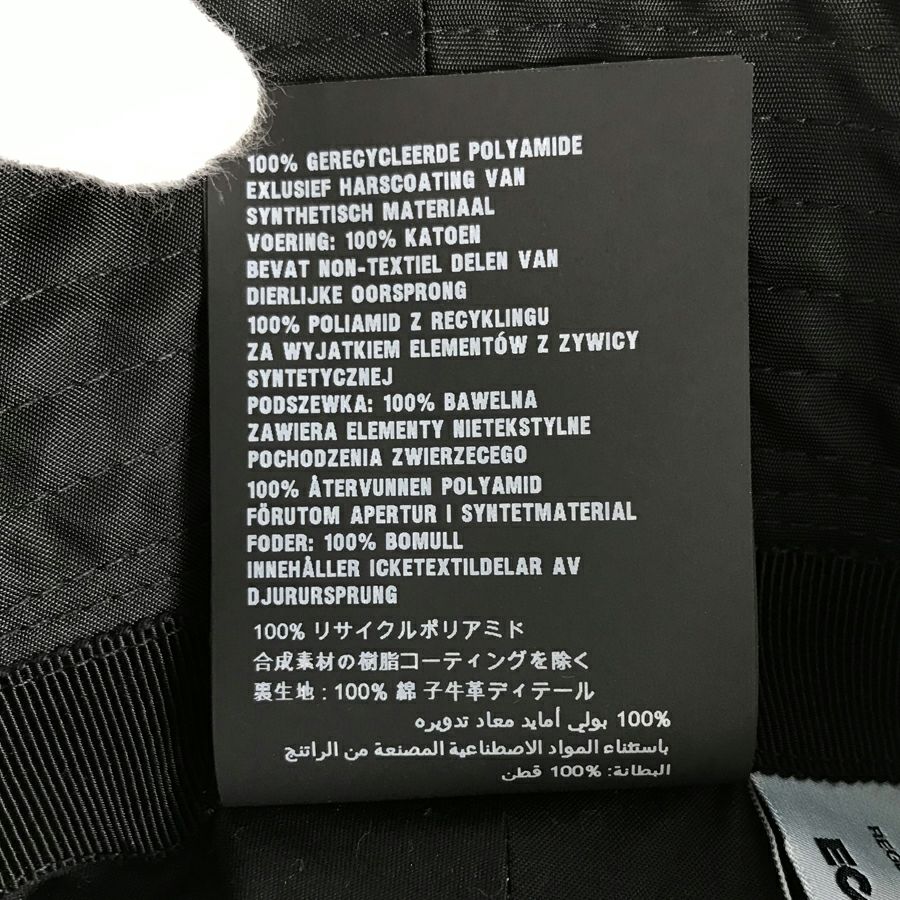 100% GERECYCLEERDE POLYAMIDE
EXLUSIEF HARSCOATING VAN
SYNTHETISCH MATERIAAL
VOERING: 100% KATOEN
BEVAT NON-TEXTIEL DELEN VAN
DIERLIJKE OORSPRONG
100% POLIAMID Z RECYKLINGU
ZA WYJATKIEM ELEMENTÓW Z ZYWICY
SYNTETYCZNEJ
PODSZEWKA: 100% BAWELNA
ZAWIERA ELEMENTY NIETEKSTYLNE
POCHODZENIA ZWIERZECEGO
100% ÅTERVUNNEN POLYAMID
FÖRUTOM APERTUR I SYNTETMATERIAL
FODER: 100% BOMULL
INNEHÅLLER ICKETEXTILDELAR AV
DJURURSPRUNG
100% リサイクルポリアミド
合成素材の樹脂コーティングを除く
裏生地 : 100% 綿 子牛革ディテール
100% بولي أمايد معاد تدويره
باستثناء المواد الاصطناعية المصنعة من الراتنج
البطانة: 100% قطن